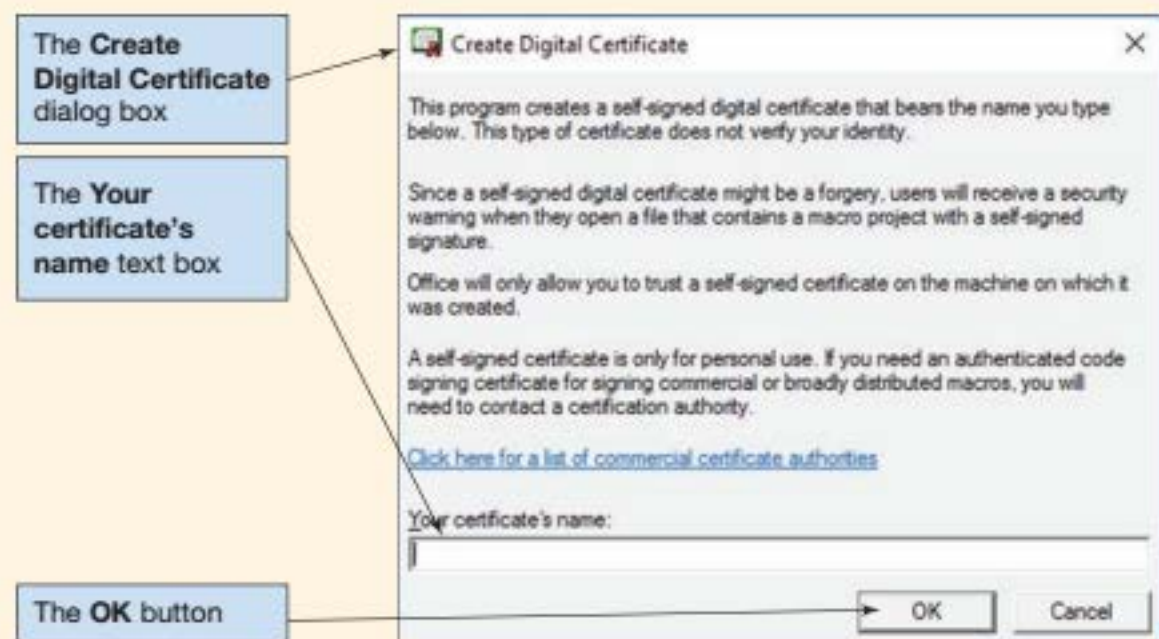 The Create
Digital Certificate
dialog box
The Your
certificate's
name text box
The OK button
Create Digital Certificate
This program creates a self-signed digital certificate that bears the name you type
below. This type of certificate does not verify your identity.
Since a self-signed digital certificate might be a forgery, users will receive a security
warning when they open a file that contains a macro project with a self-signed
signature.
Office will only allow you to trust a self-signed certificate on the machine on which it
was created.
A self-signed certificate is only for personal use. If you need an authenticated code
signing certificate for signing commercial or broadly distributed macros, you will
need to contact a certification authority.
Click here for a list of commercial certificate authorities
Your certificate's name:
OK Cancel